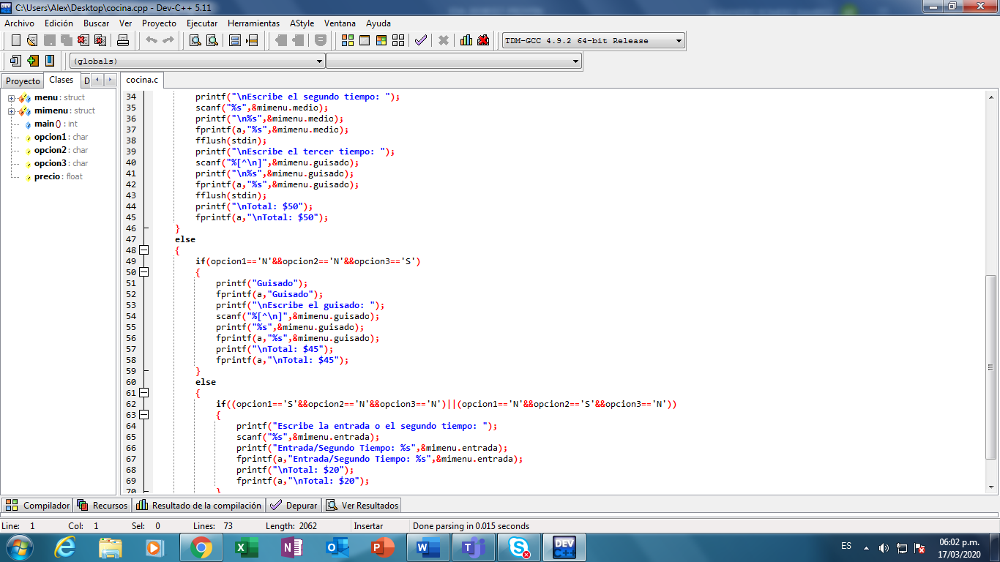 C:\Users\Alex\Desktop\cocina.cpp - Dev-C++ 5.11
Archivo Edición Buscar Ver Proyecto Ejecutar Herramientas AStyle Ventana Ayuda
TDM-GCC 4.9.2 64-bit Release
(globals)
Proyecto Clases D
cocina.c
menu : struct
mimenu : struct
main () : int
opcion1 : char
opcion2 : char
opcion3 : char
precio : float
34 printf("\nEscribe el segundo tiempo: ");
35 scanf("%s",&mimenu.medio);
36 printf("\n%s",&mimenu.medio);
37 fprintf(a,"%s",&mimenu.medio);
38 fflush(stdin);
39 printf("\nEscribe el tercer tiempo: ");
40 scanf("%[^\n]",&mimenu.guisado);
41 printf("\n%s",&mimenu.guisado);
42 fprintf(a,"%s",&mimenu.guisado);
43 fflush(stdin);
44 printf("\nTotal: $50");
45 fprintf(a,"\nTotal: $50");
46 }
47 else
48 {
49 if(opcion1=='N'&&opcion2=='N'&&opcion3=='S')
50 {
51 printf("Guisado");
52 fprintf(a,"Guisado");
53 printf("\nEscribe el guisado: ");
54 scanf("%[^\n]",&mimenu.guisado);
55 printf("%s",&mimenu.guisado);
56 fprintf(a,"%s",&mimenu.guisado);
57 printf("\nTotal: $45");
58 fprintf(a,"\nTotal: $45");
59 }
60 else
61 {
62 if((opcion1=='S'&&opcion2=='N'&&opcion3=='N')||(opcion1=='N'&&opcion2=='S'&&opcion3=='N'))
63 {
64 printf("Escribe la entrada o el segundo tiempo: ");
65 scanf("%s",&mimenu.entrada);
66 printf("Entrada/Segundo Tiempo: %s",&mimenu.entrada);
67 fprintf(a,"Entrada/Segundo Tiempo: %s",&mimenu.entrada);
68 printf("\nTotal: $20");
69 fprintf(a,"\nTotal: $20");
70 }
Compilador Recursos Resultado de la compilación Depurar Ver Resultados
Line: 1 Col: 1 Sel: 0 Lines: 73 Length: 2062 Insertar Done parsing in 0.015 seconds
ES 06:02 p.m.
17/03/2020